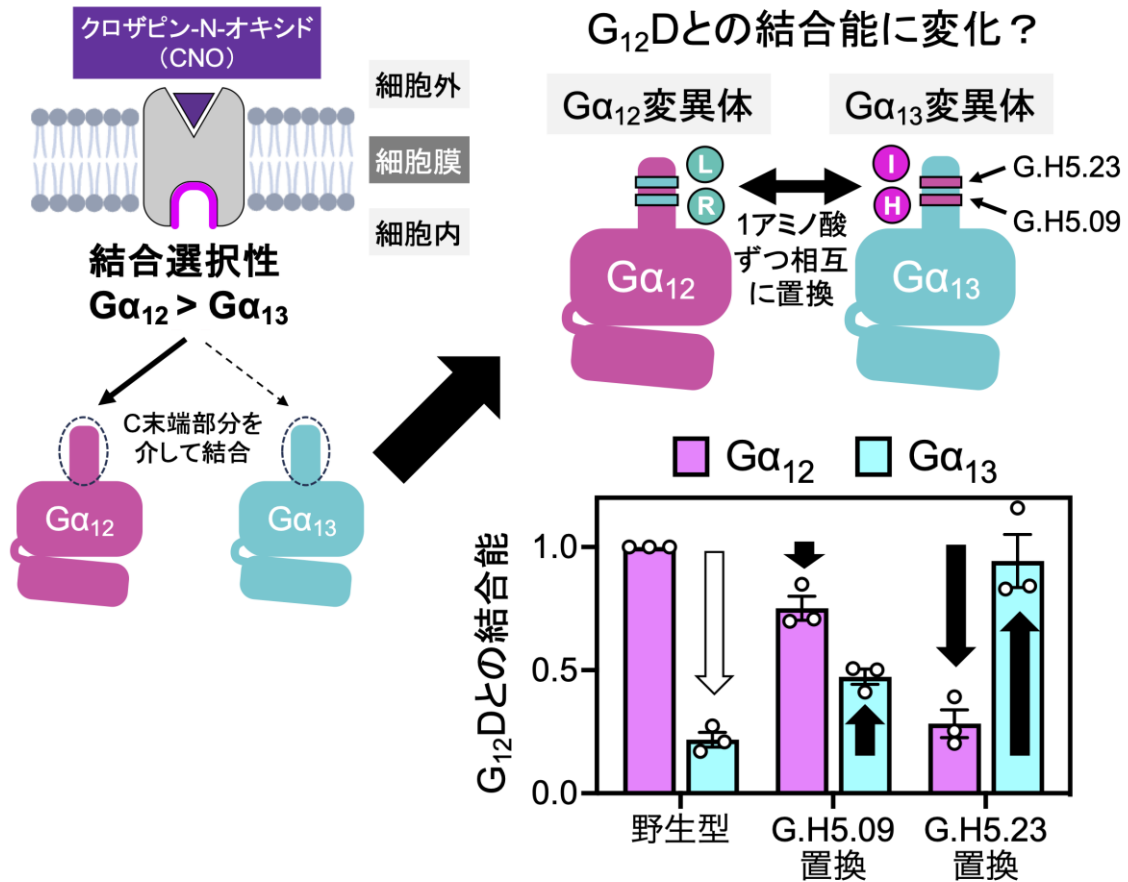 クロザピン-N-オキシド
（CNO）
細胞外
細胞膜
細胞内
結合選択性
Gα₁₂ > Gα₁₃
C末端部分を
介して結合
Gα₁₂
Gα₁₃
G₁₂Dとの結合能に変化？
Gα₁₂変異体
Gα₁₃変異体
L
R
I
H
G.H5.23
G.H5.09
1アミノ酸
ずつ相互
に置換
Gα₁₂
Gα₁₃
Gα₁₂
Gα₁₃
G₁₂Dとの結合能
1.0
0.5
0.0
野生型
G.H5.09
置換
G.H5.23
置換